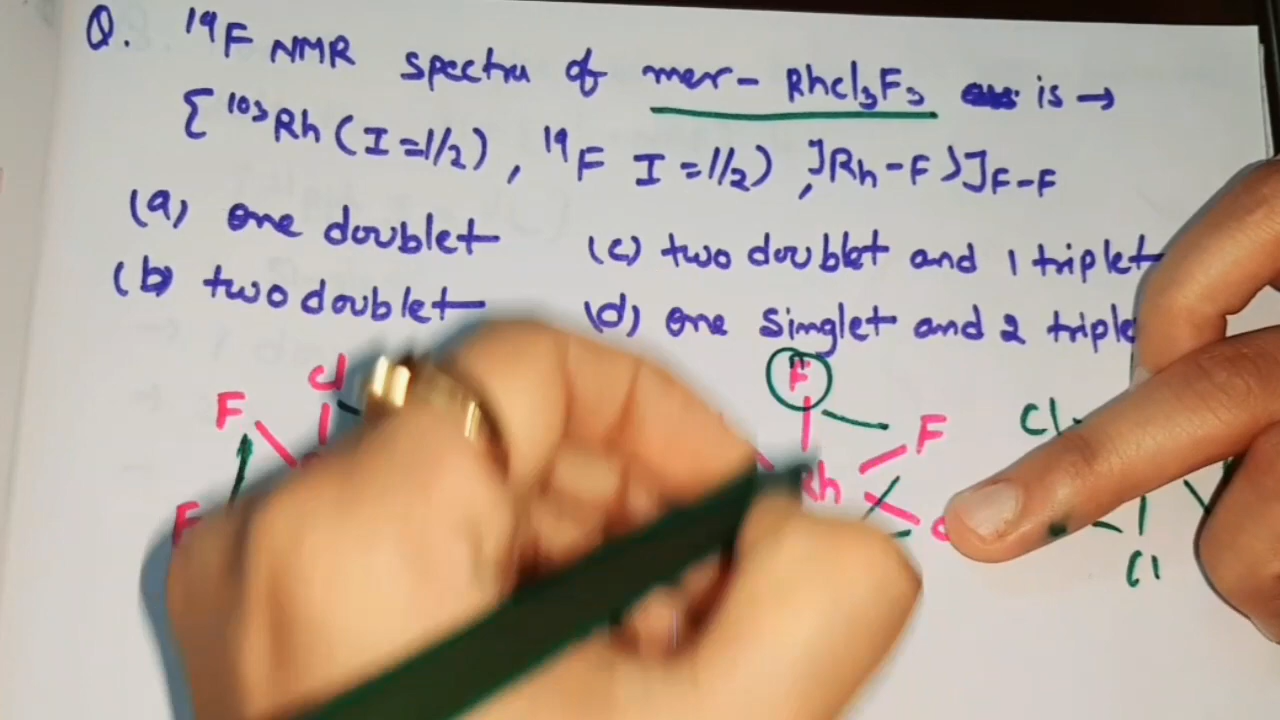 Q. ¹⁹F NMR spectra of mer- RhCl₃F₃ is →
{ ¹⁰³Rh (I=1/2), ¹⁹F I=1/2), JRh-F > JF-F
(a) one doublet (c) two doublet and 1 triplet
(b) two doublet (d) one singlet and 2 triple
Cl F
F F Cl
Rh
F
Cl